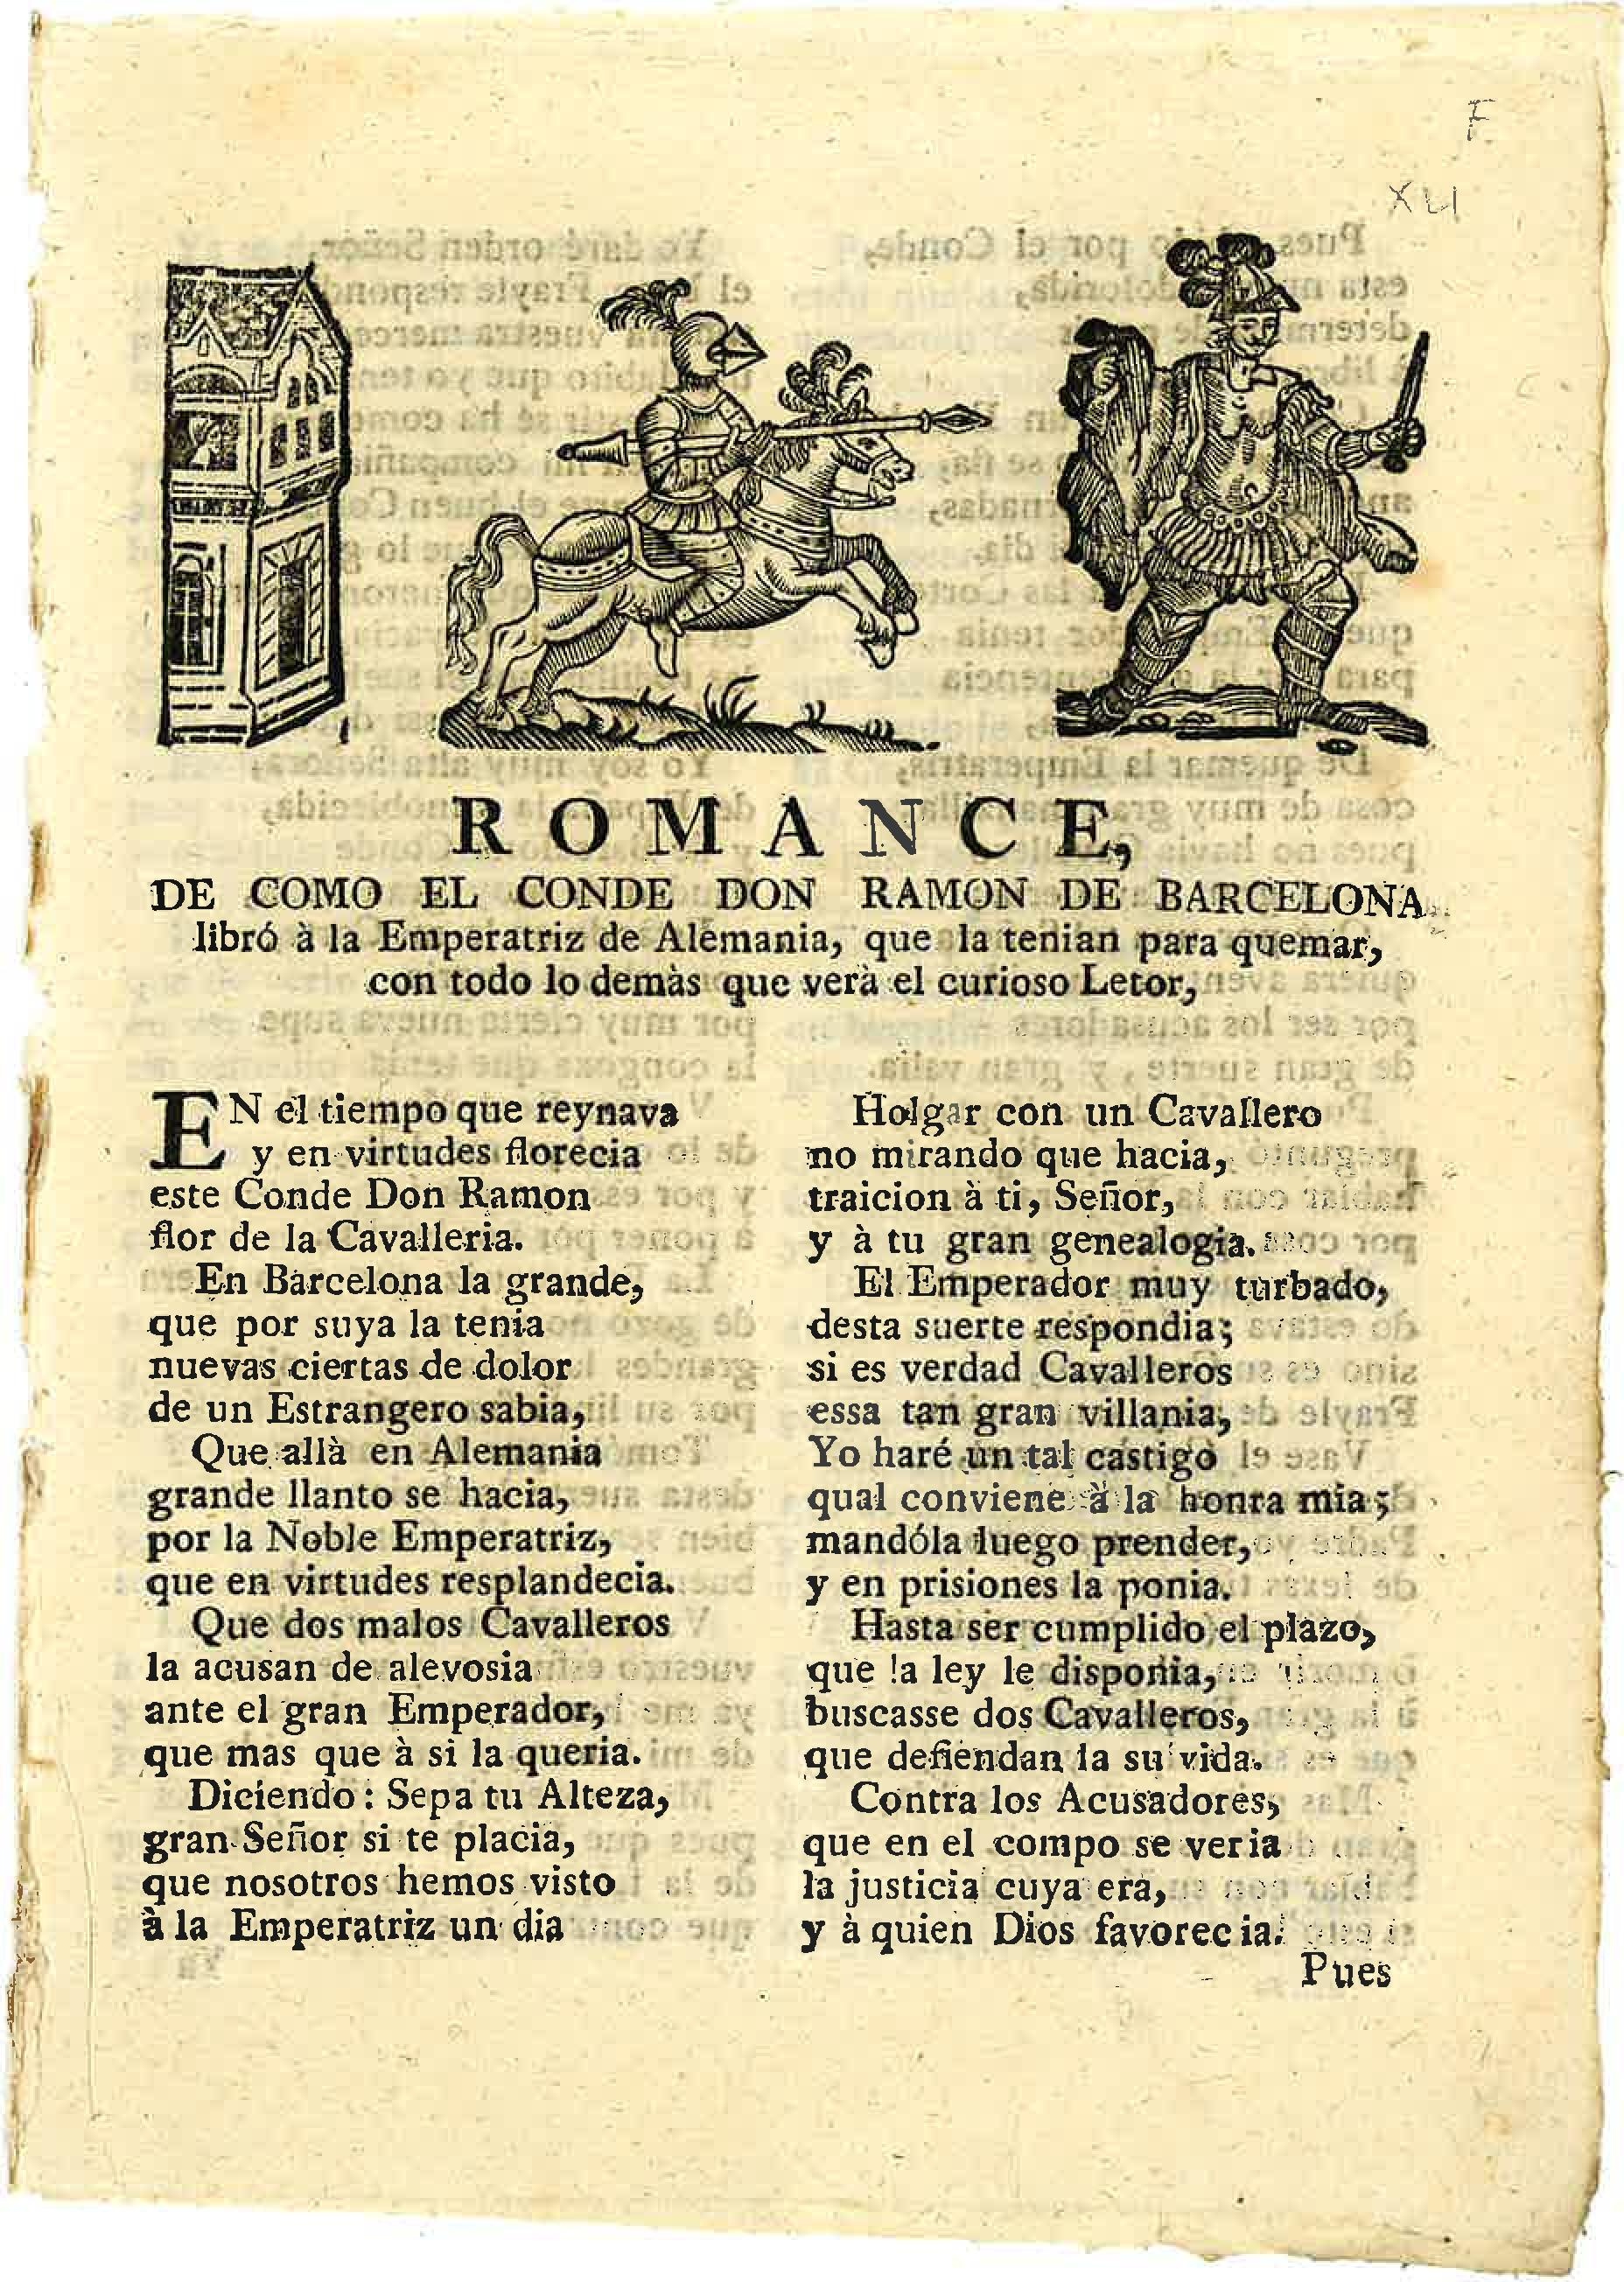 F
XLI
ROMANCE,
DE COMO EL CONDE DON RAMON DE BARCELONA
libró à la Emperatriz de Alemania, que la tenian para quemar,
con todo lo demàs que verà el curioso Letor,
EN el tiempo que reynava
y en virtudes florecia
este Conde Don Ramon
flor de la Cavalleria.
En Barcelona la grande,
que por suya la tenia
nuevas ciertas de dolor
de un Estrangero sabia,
Que allà en Alemania
grande llanto se hacia,
por la Noble Emperatriz,
que en virtudes resplandecia.
Que dos malos Cavalleros
la acusan de alevosia
ante el gran Emperador,
que mas que à si la queria.
Diciendo: Sepa tu Alteza,
gran Señor si te placia,
que nosotros hemos visto
à la Emperatriz un dia
Holgar con un Cavallero
no mirando que hacia,
traicion à ti, Señor,
y à tu gran genealogia.
El Emperador muy turbado,
desta suerte respondia;
si es verdad Cavalleros
essa tan gran villania,
Yo haré un tal castigo
qual conviene à la honra mia;
mandóla luego prender,
y en prisiones la ponia.
Hasta ser cumplido el plazo,
que la ley le disponia,
buscasse dos Cavalleros,
que defiendan la su vida.
Contra los Acusadores,
que en el compo se veria
la justicia cuya era,
y à quien Dios favorecia.
Pues